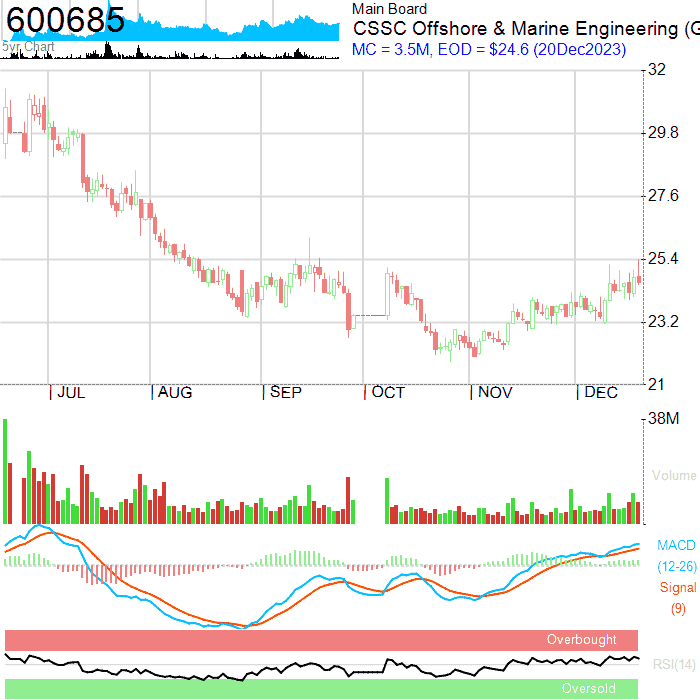 600685
5yr Chart
Main Board
CSSC Offshore & Marine Engineering (G
MC = 3.5M, EOD = $24.6 (20Dec2023)
32
29.8
27.6
25.4
23.2
21
JUL AUG SEP OCT NOV DEC
38M
Volume
MACD
(12-26)
Signal
(9)
Overbought
RSI(14)
Oversold